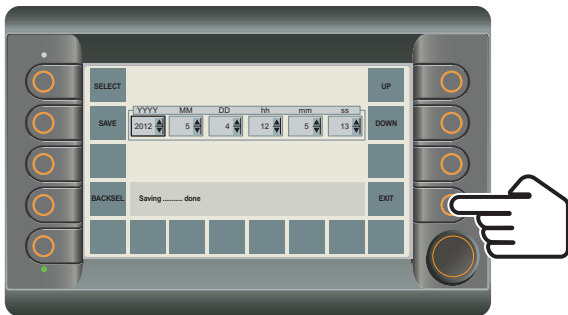 SELECT UP
YYYY MM DD hh mm ss
SAVE 2012 5 4 12 5 13 DOWN
BACKSEL Saving .......... done EXIT